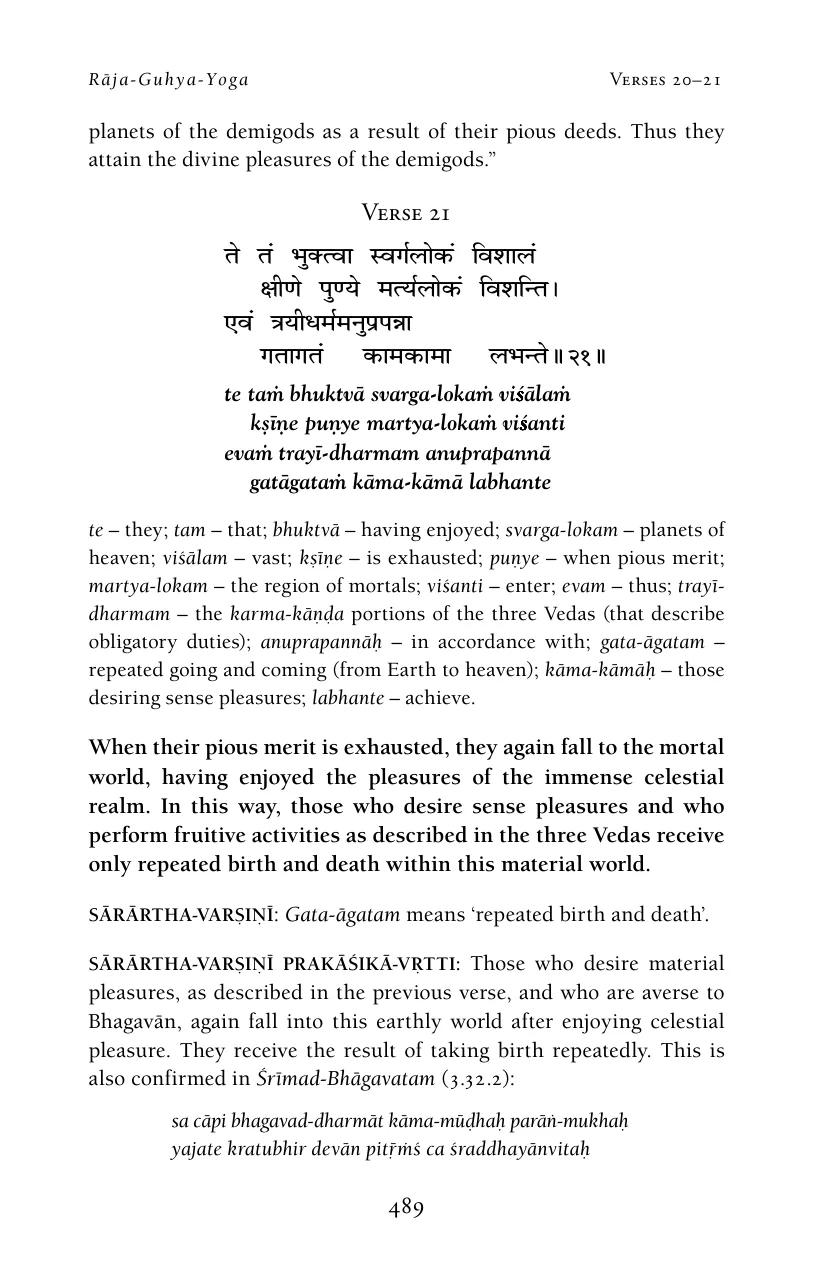 Rāja-Guhya-Yoga Verses 20–21
planets of the demigods as a result of their pious deeds. Thus they
attain the divine pleasures of the demigods.”
Verse 21
ते तं भुक्त्वा स्वर्गलोकं विशालं
क्षीणे पुण्ये मर्त्यलोकं विशन्ति।
एवं त्रयीधर्ममनुप्रपन्ना
गतागतं कामकामा लभन्ते॥२१॥
te taṁ bhuktvā svarga-lokaṁ viśālaṁ
kṣīṇe puṇye martya-lokaṁ viśanti
evaṁ trayī-dharmam anuprapannā
gatāgataṁ kāma-kāmā labhante
te – they; tam – that; bhuktvā – having enjoyed; svarga-lokam – planets of
heaven; viśālam – vast; kṣīṇe – is exhausted; puṇye – when pious merit;
martya-lokam – the region of mortals; viśanti – enter; evam – thus; trayī-
dharmam – the karma-kāṇḍa portions of the three Vedas (that describe
obligatory duties); anuprapannāḥ – in accordance with; gata-āgatam –
repeated going and coming (from Earth to heaven); kāma-kāmāḥ – those
desiring sense pleasures; labhante – achieve.
When their pious merit is exhausted, they again fall to the mortal
world, having enjoyed the pleasures of the immense celestial
realm. In this way, those who desire sense pleasures and who
perform fruitive activities as described in the three Vedas receive
only repeated birth and death within this material world.
SĀRĀRTHA-VARṢIṆĪ: Gata-āgatam means ‘repeated birth and death’.
SĀRĀRTHA-VARṢIṆĪ PRAKĀŚIKĀ-VṚTTI: Those who desire material
pleasures, as described in the previous verse, and who are averse to
Bhagavān, again fall into this earthly world after enjoying celestial
pleasure. They receive the result of taking birth repeatedly. This is
also confirmed in Śrīmad-Bhāgavatam (3.32.2):
sa cāpi bhagavad-dharmāt kāma-mūḍhaḥ parāṅ-mukhaḥ
yajate kratubhir devān pitṝṁś ca śraddhayānvitaḥ
489